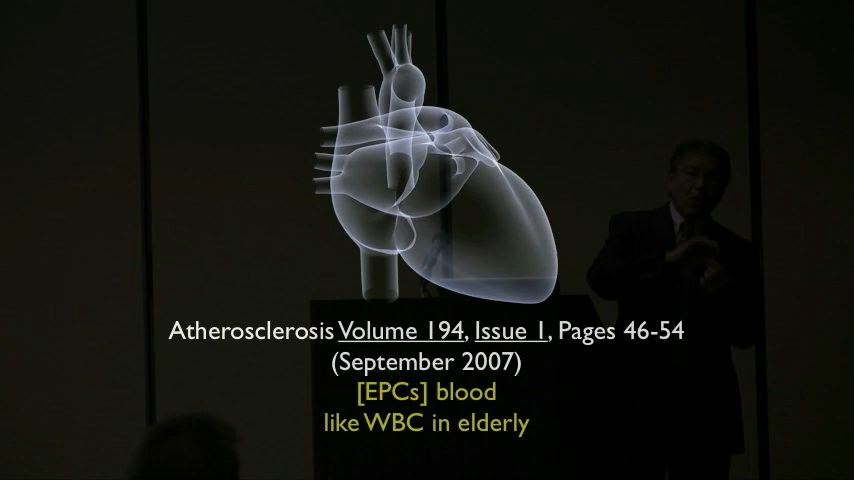 Atherosclerosis Volume 194, Issue 1, Pages 46-54
(September 2007)
[EPCs] blood
like WBC in elderly